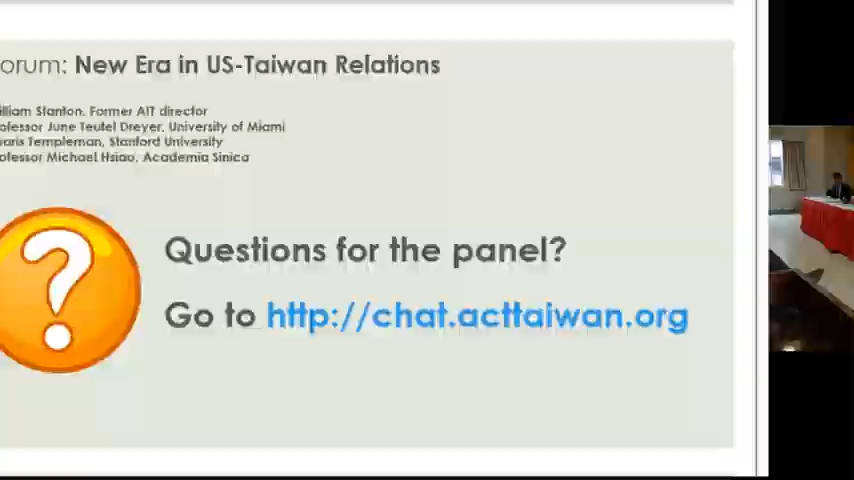 orum: New Era in US-Taiwan Relations
illiam Stanton, Former AIT director
ofessor June Teufel Dreyer, University of Miami
haris Templeman, Stanford University
ofessor Michael Hsiao, Academia Sinica
?
Questions for the panel?
Go to http://chat.acttaiwan.org